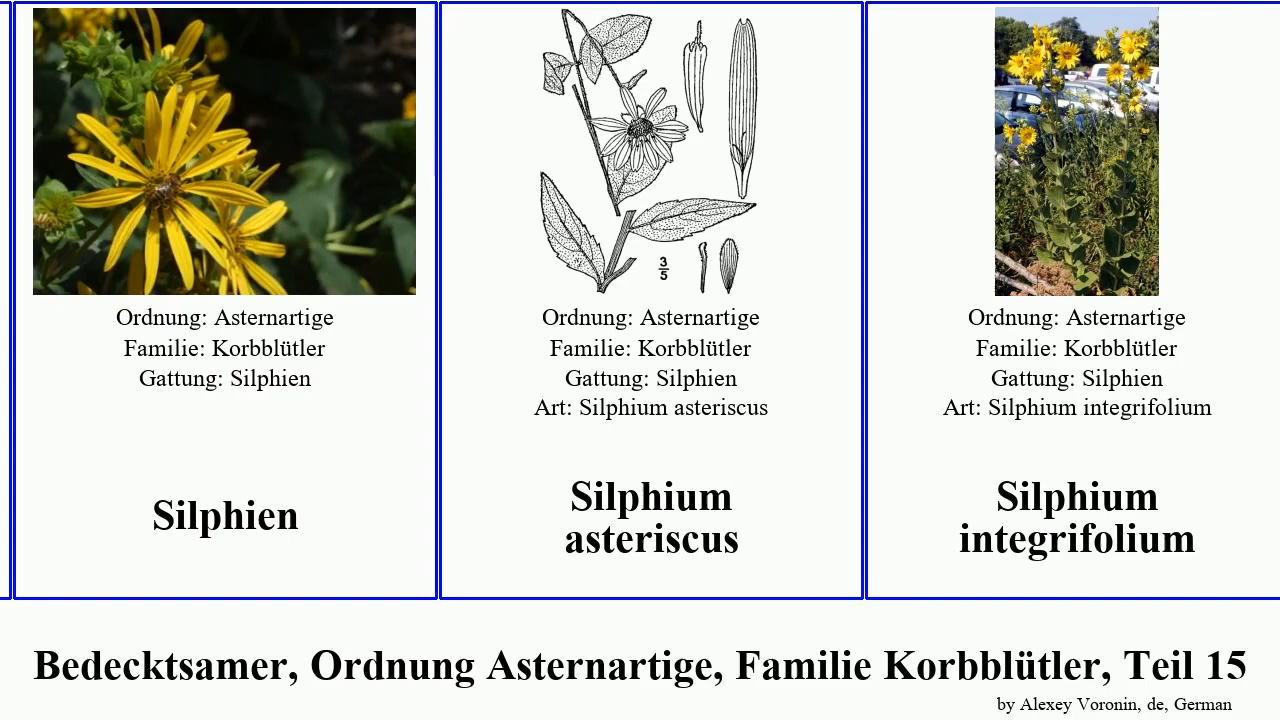 3
5
Ordnung: Asternartige
Familie: Korbblütler
Gattung: Silphien
Silphien
Ordnung: Asternartige
Familie: Korbblütler
Gattung: Silphien
Art: Silphium asteriscus
Silphium
asteriscus
Ordnung: Asternartige
Familie: Korbblütler
Gattung: Silphien
Art: Silphium integrifolium
Silphium
integrifolium
Bedecktsamer, Ordnung Asternartige, Familie Korbblütler, Teil 15
by Alexey Voronin, de, German